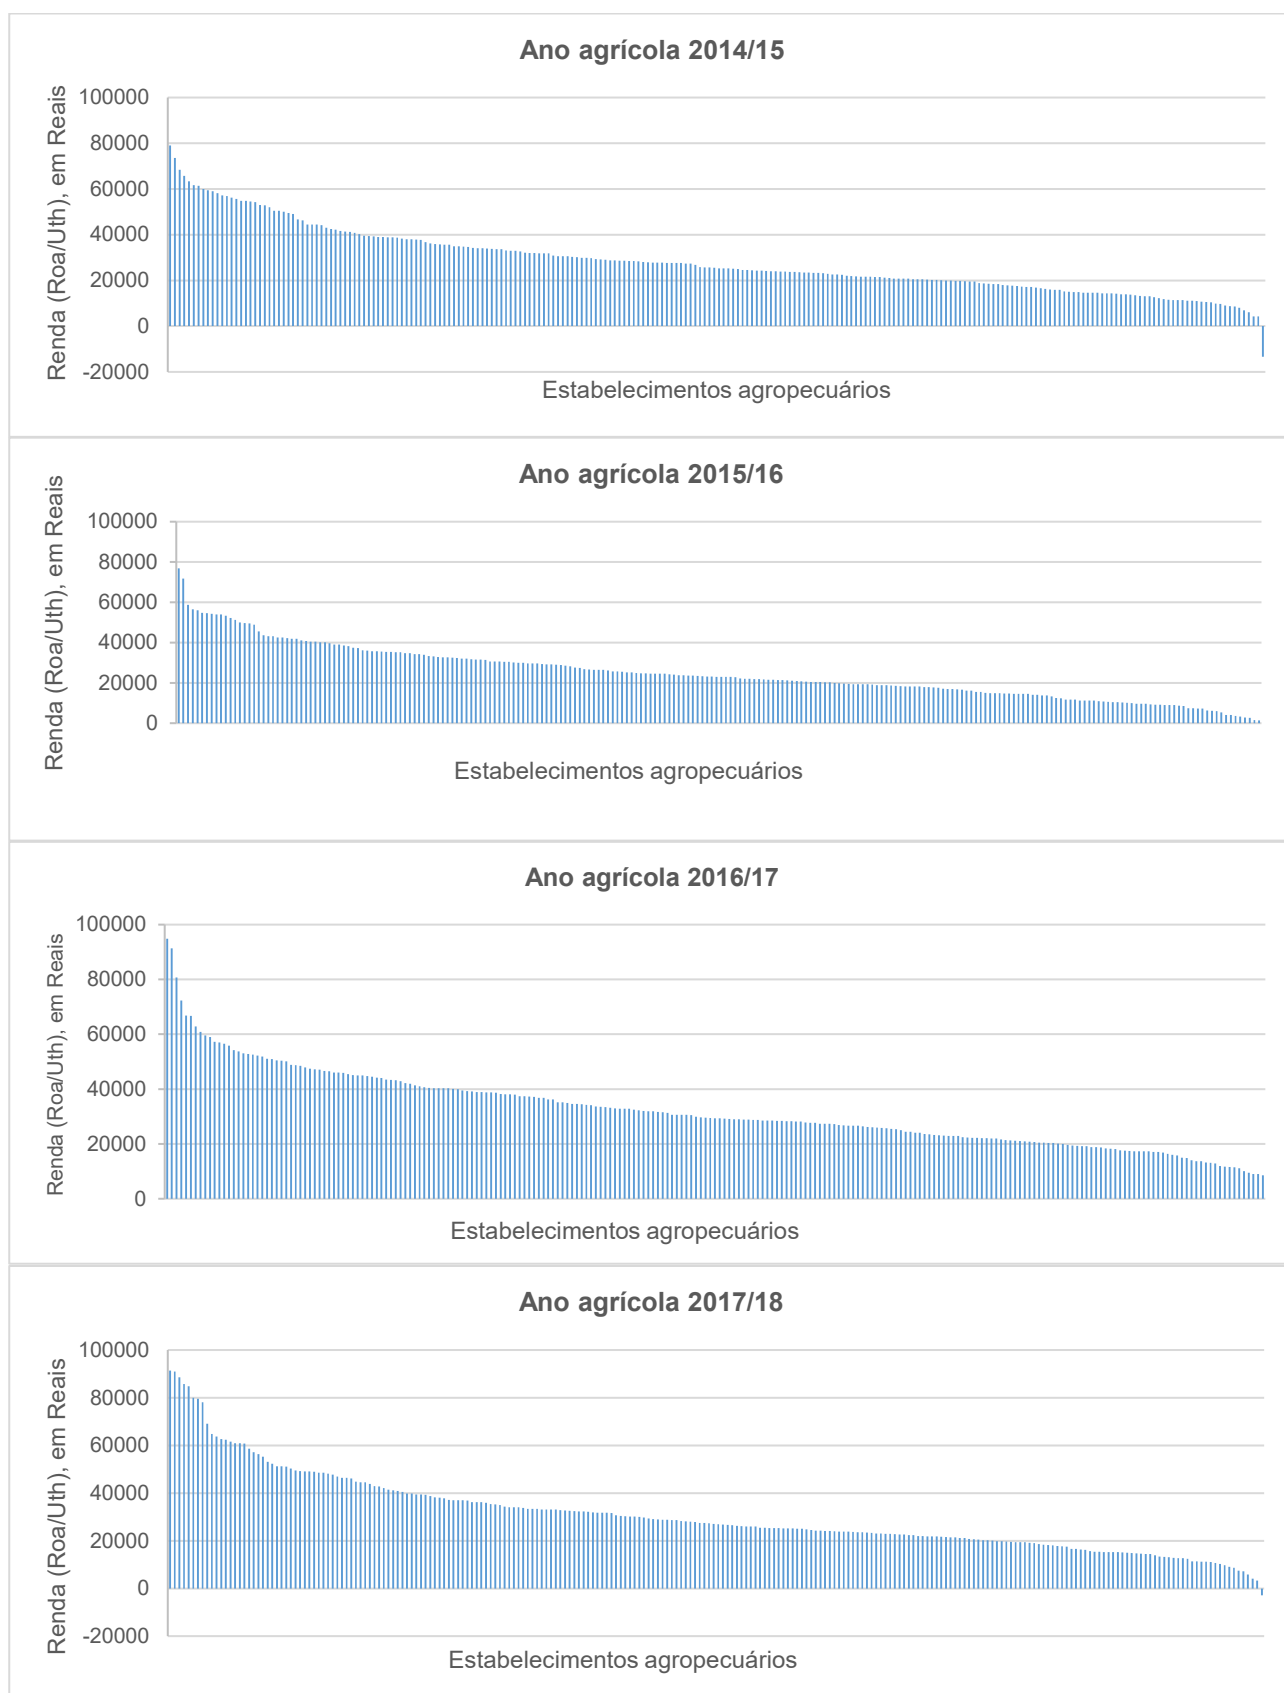 Ano agrícola 2014/15
Renda (Roa/Uth), em Reais
100000
80000
60000
40000
20000
0
-20000
Estabelecimentos agropecuários
Ano agrícola 2015/16
Renda (Roa/Uth), em Reais
100000
80000
60000
40000
20000
0
Estabelecimentos agropecuários
Ano agrícola 2016/17
Renda (Roa/Uth), em Reais
100000
80000
60000
40000
20000
0
Estabelecimentos agropecuários
Ano agrícola 2017/18
Renda (Roa/Uth), em Reais
100000
80000
60000
40000
20000
0
-20000
Estabelecimentos agropecuários